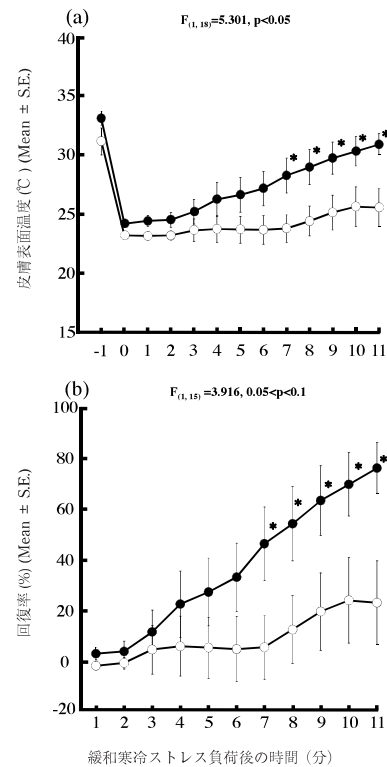 (a)
F(1, 18)=5.301, p<0.05
皮膚表面温度 (℃) (Mean ± S.E.)
40
35
30
25
20
15
* * * * *
-1 0 1 2 3 4 5 6 7 8 9 10 11
(b)
F(1, 15)=3.916, 0.05<p<0.1
回復率 (%) (Mean ± S.E.)
100
80
60
40
20
0
-20
* * * * *
1 2 3 4 5 6 7 8 9 10 11
緩和寒冷ストレス負荷後の時間（分）